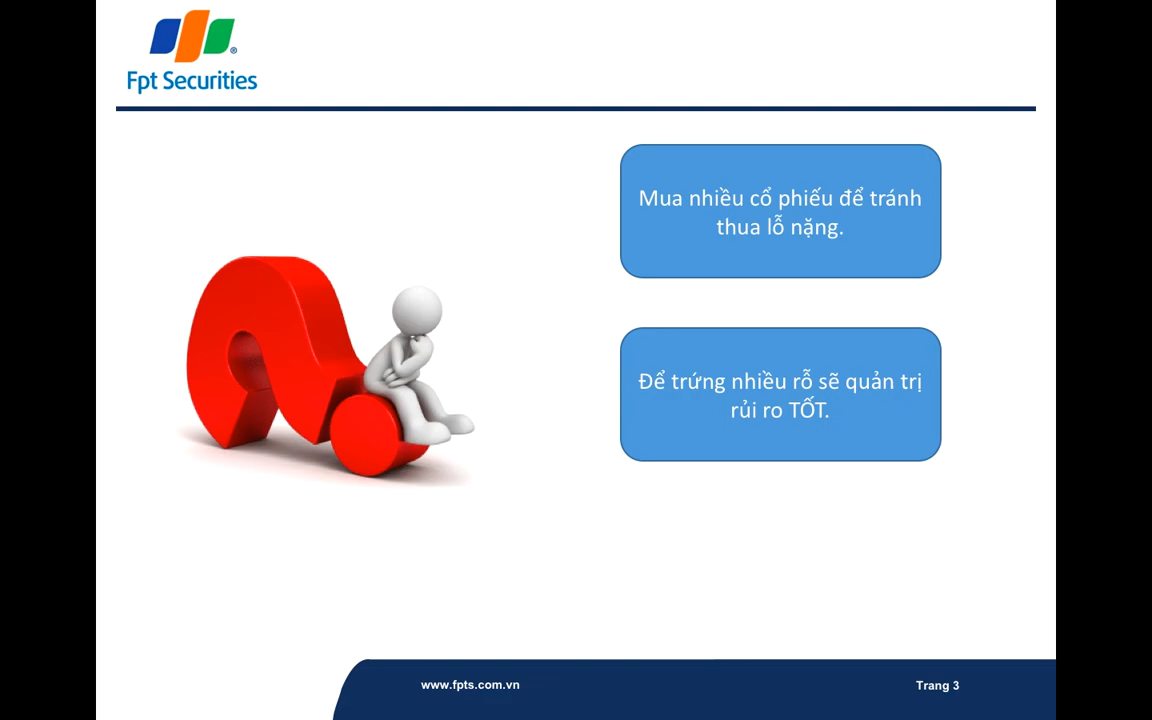 Fpt Securities
Mua nhiều cổ phiếu để tránh
thua lỗ nặng.
Để trứng nhiều rỗ sẽ quản trị
rủi ro TỐT.
www.fpts.com.vn
Trang 3